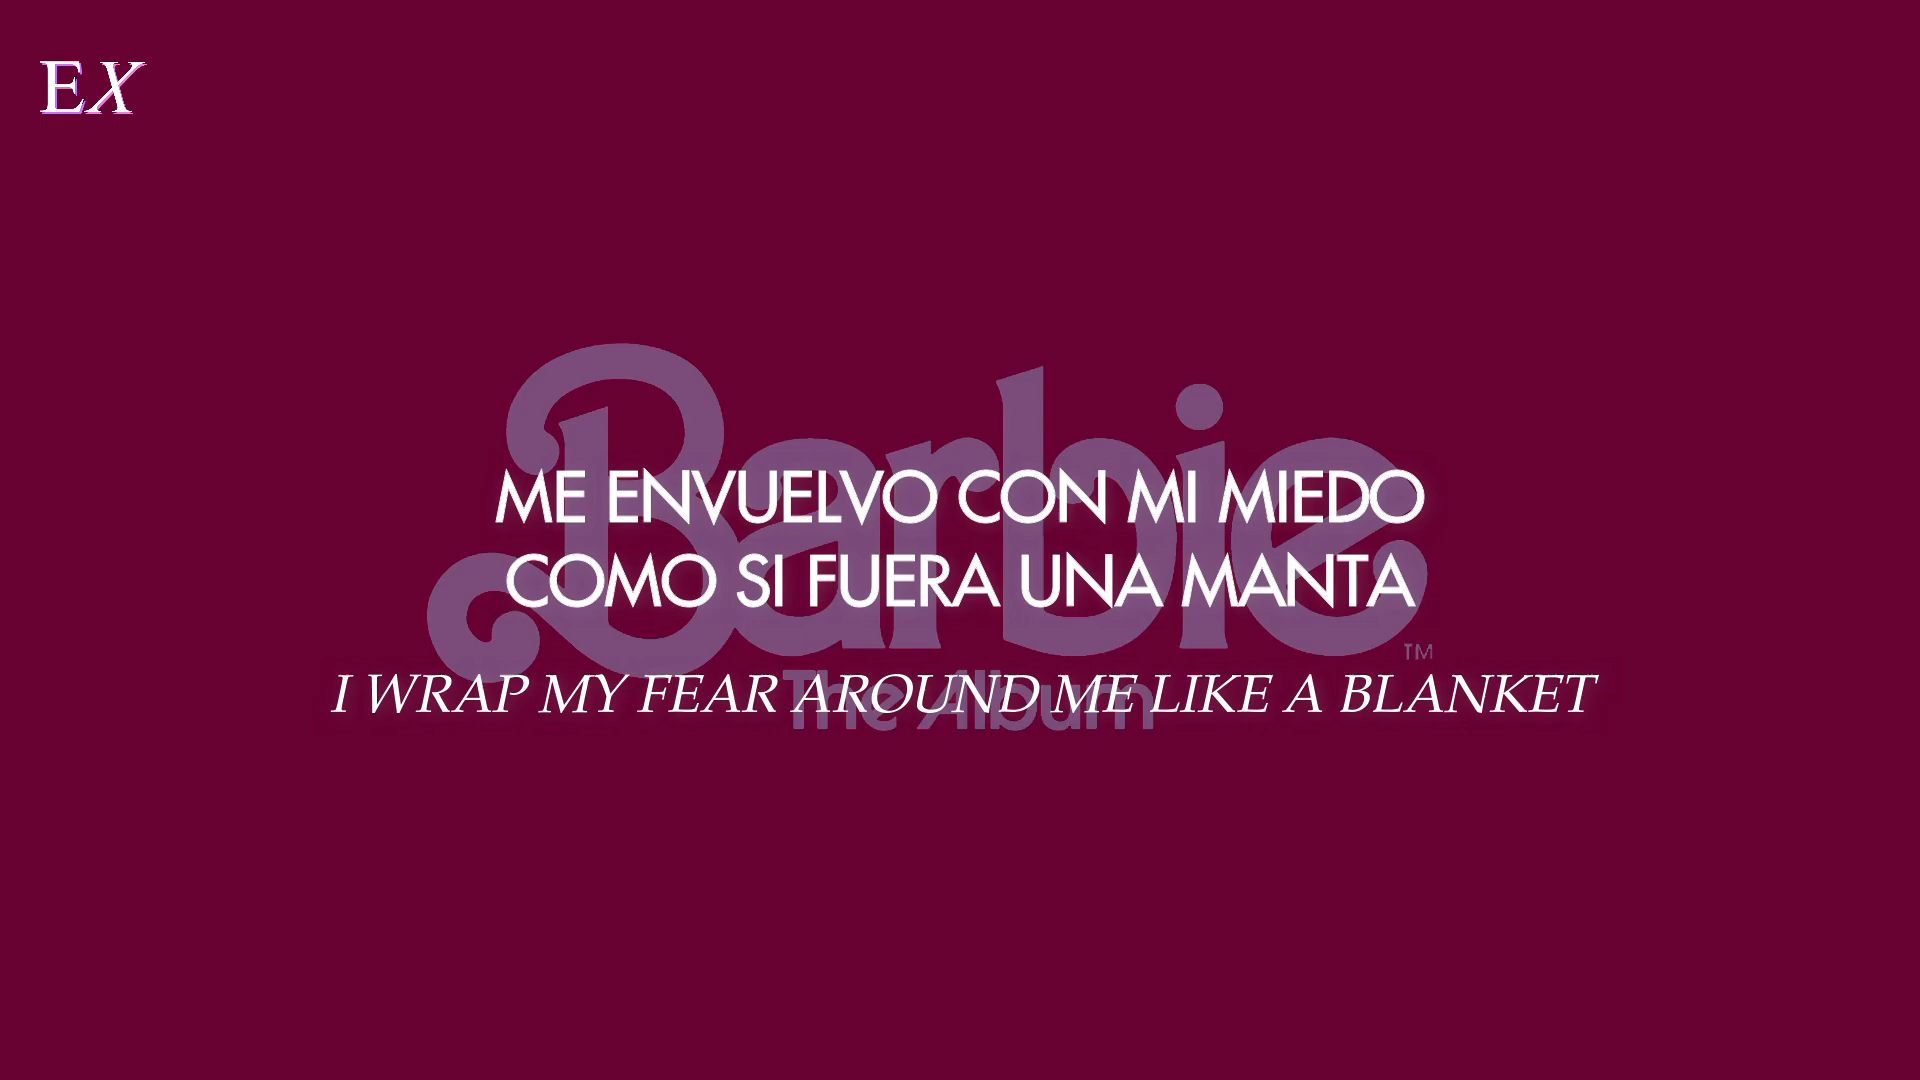 EX
Barbie
™
ME ENVUELVO CON MI MIEDO
COMO SI FUERA UNA MANTA
The Album
I WRAP MY FEAR AROUND ME LIKE A BLANKET